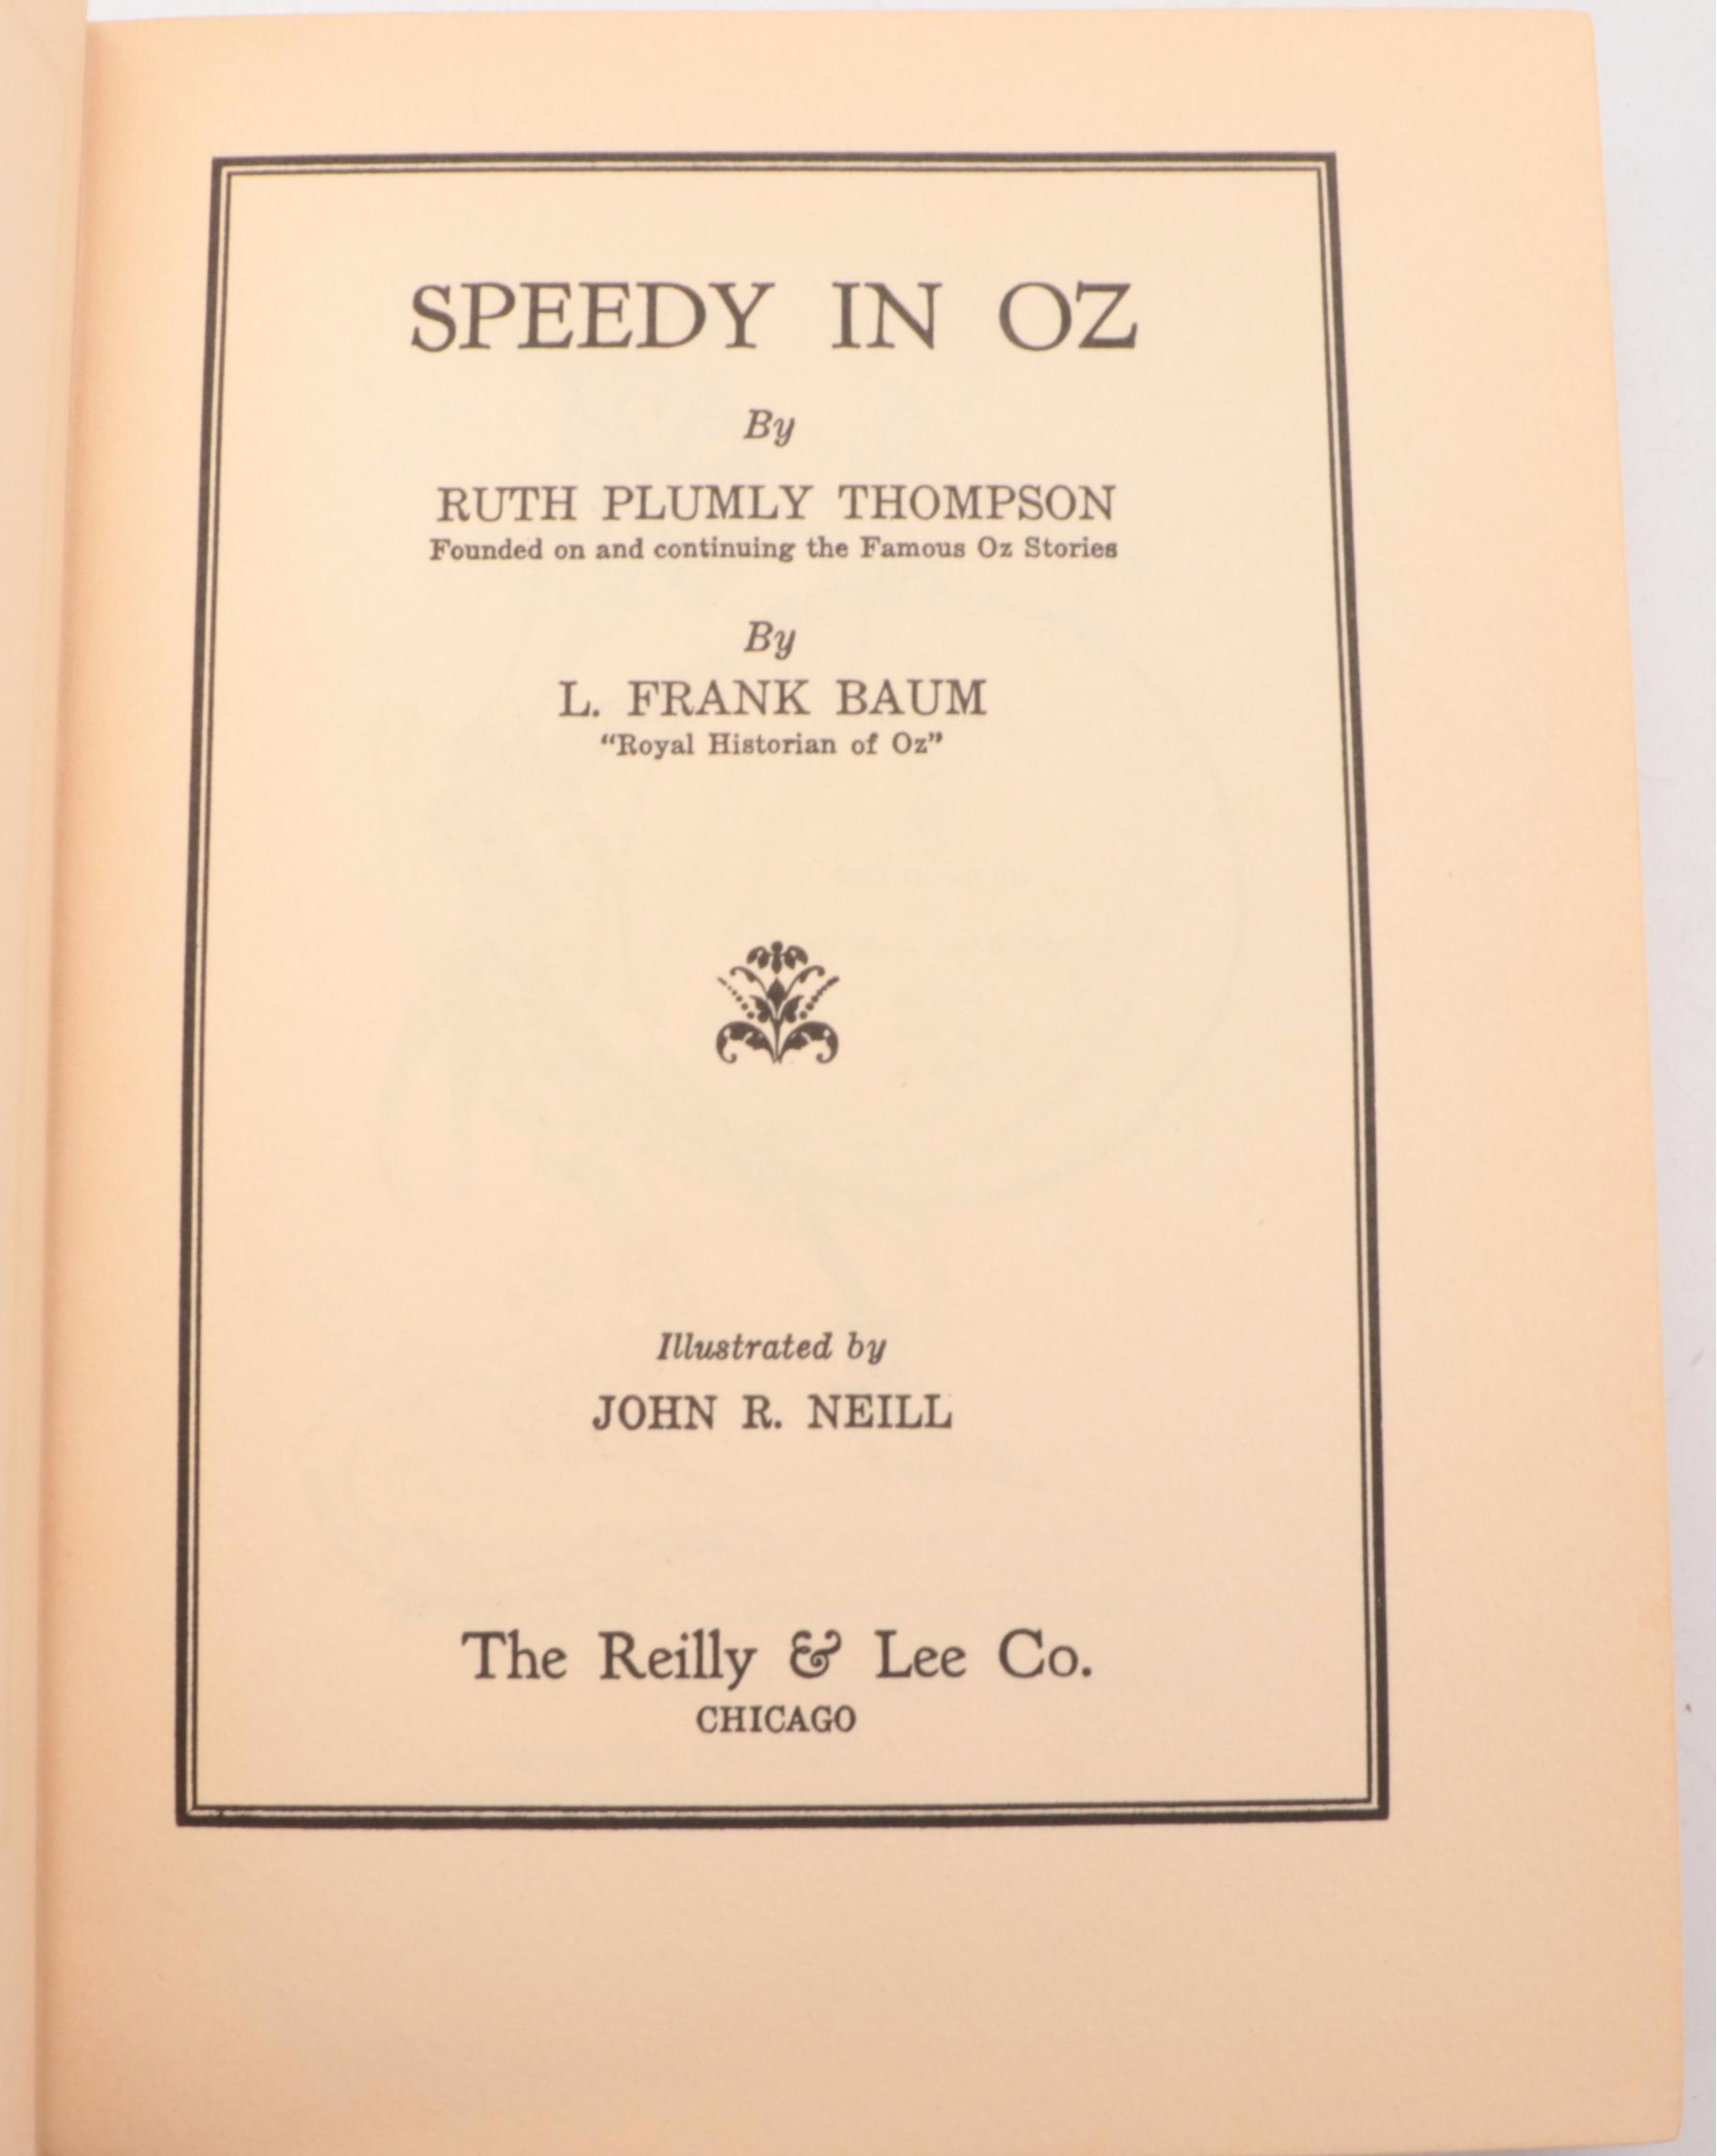 SPEEDY IN OZ
By
RUTH PLUMLY THOMPSON
Founded on and continuing the Famous Oz Stories
By
L. FRANK BAUM
“Royal Historian of Oz”
Illustrated by
JOHN R. NEILL
The Reilly & Lee Co.
CHICAGO